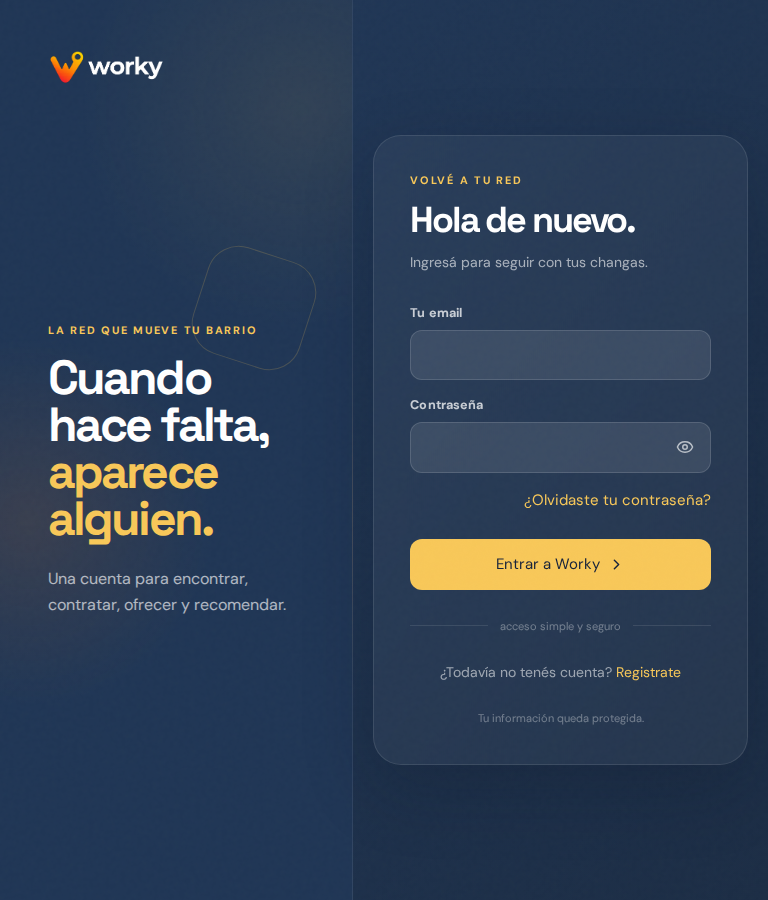 worky
LA RED QUE MUEVE TU BARRIO
Cuando
hace falta,
aparece
alguien.
Una cuenta para encontrar,
contratar, ofrecer y recomendar.
VOLVÉ A TU RED
Hola de nuevo.
Ingresá para seguir con tus changas.
Tu email
Contraseña
¿Olvidaste tu contraseña?
Entrar a Worky
acceso simple y seguro
¿Todavía no tenés cuenta? Registrate
Tu información queda protegida.